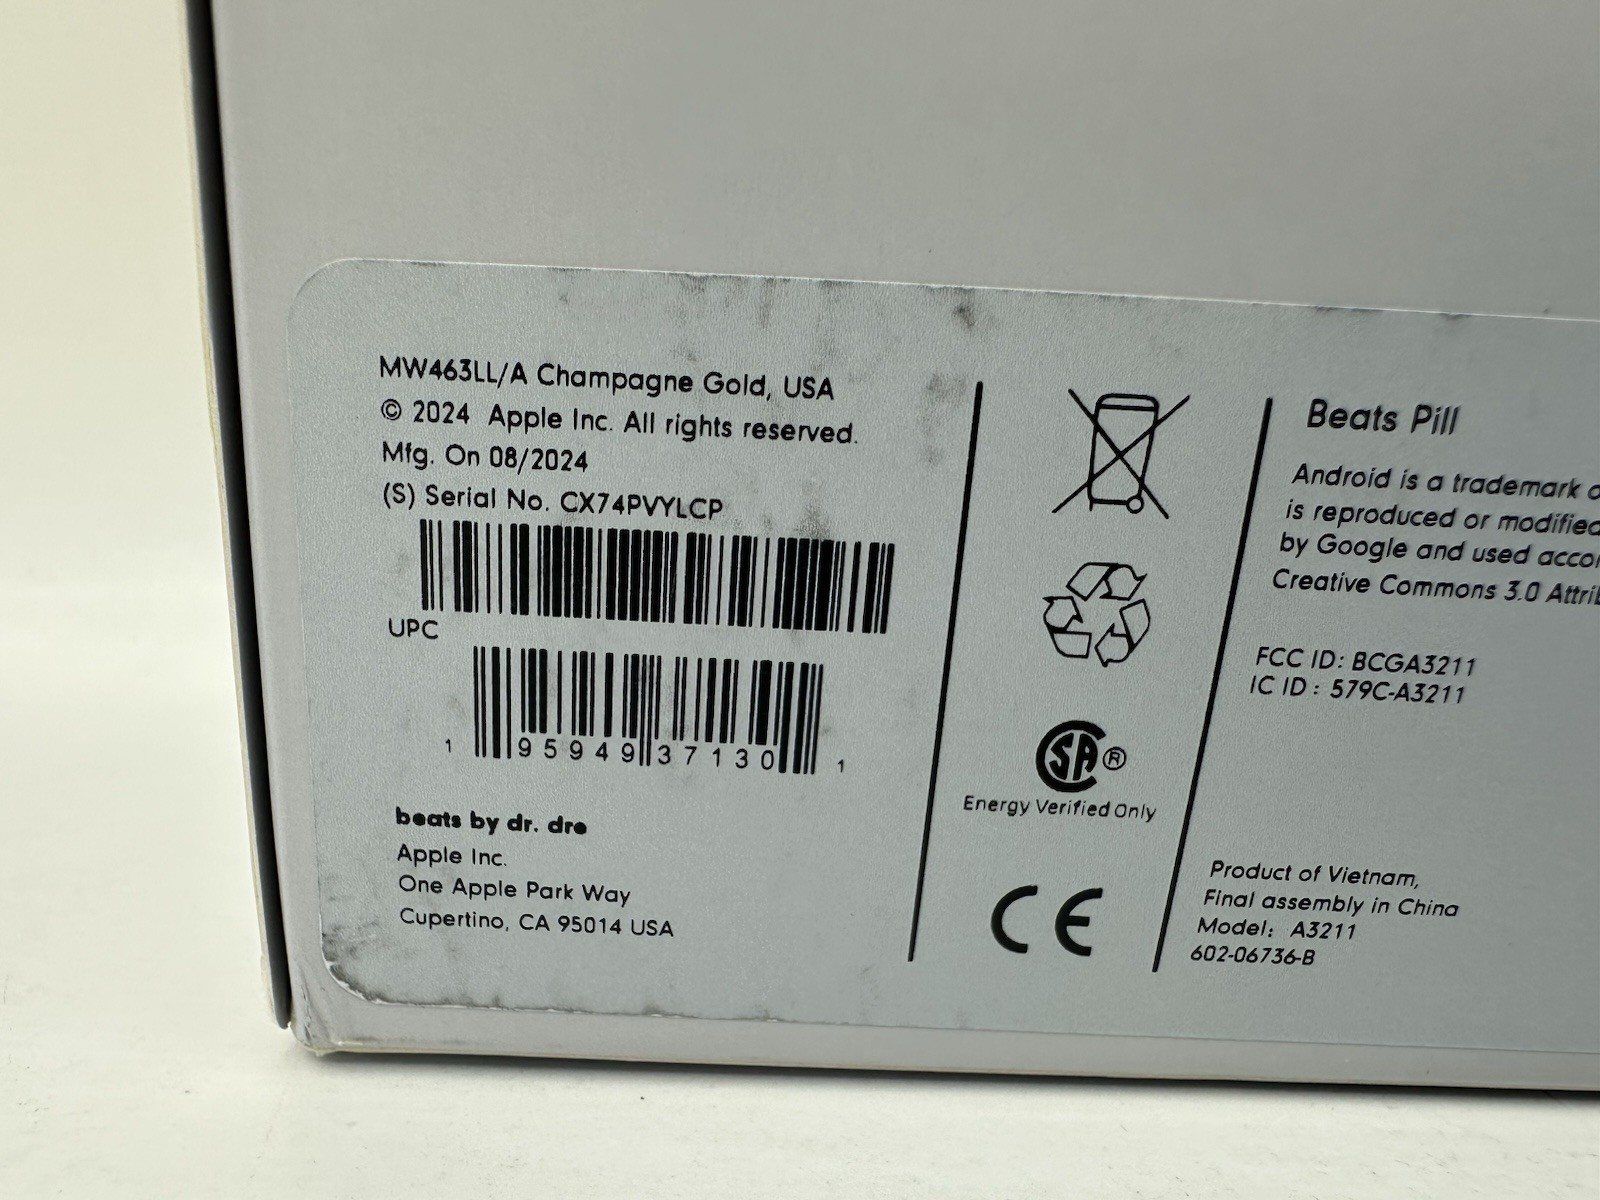 MW463LL/A Champagne Gold, USA
© 2024 Apple Inc. All rights reserved.
Mfg. On 08/2024
(S) Serial No. CX74PVYLCP
UPC
1 95949 37130 1
beats by dr. dre
Apple Inc.
One Apple Park Way
Cupertino, CA 95014 USA
SA®
Energy Verified Only
CE
Beats Pill
Android is a trademark
is reproduced or modified
by Google and used
Creative Commons 3.0
FCC ID: BCGA3211
IC ID : 579C-A3211
Product of Vietnam,
Final assembly in China
Model: A3211
602-06736-B